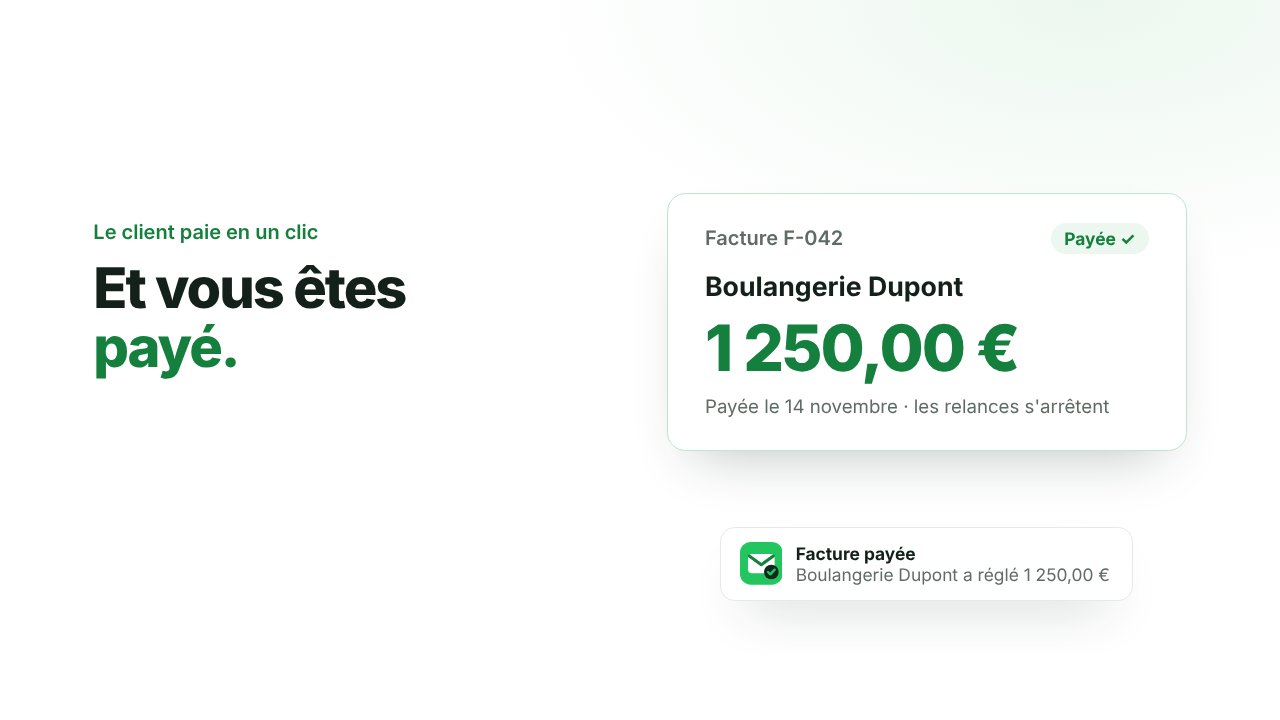 Le client paie en un clic
Et vous êtes
payé.
Facture F-042
Payée ✓
Boulangerie Dupont
1 250,00 €
Payée le 14 novembre · les relances s'arrêtent
Facture payée
Boulangerie Dupont a réglé 1 250,00 €